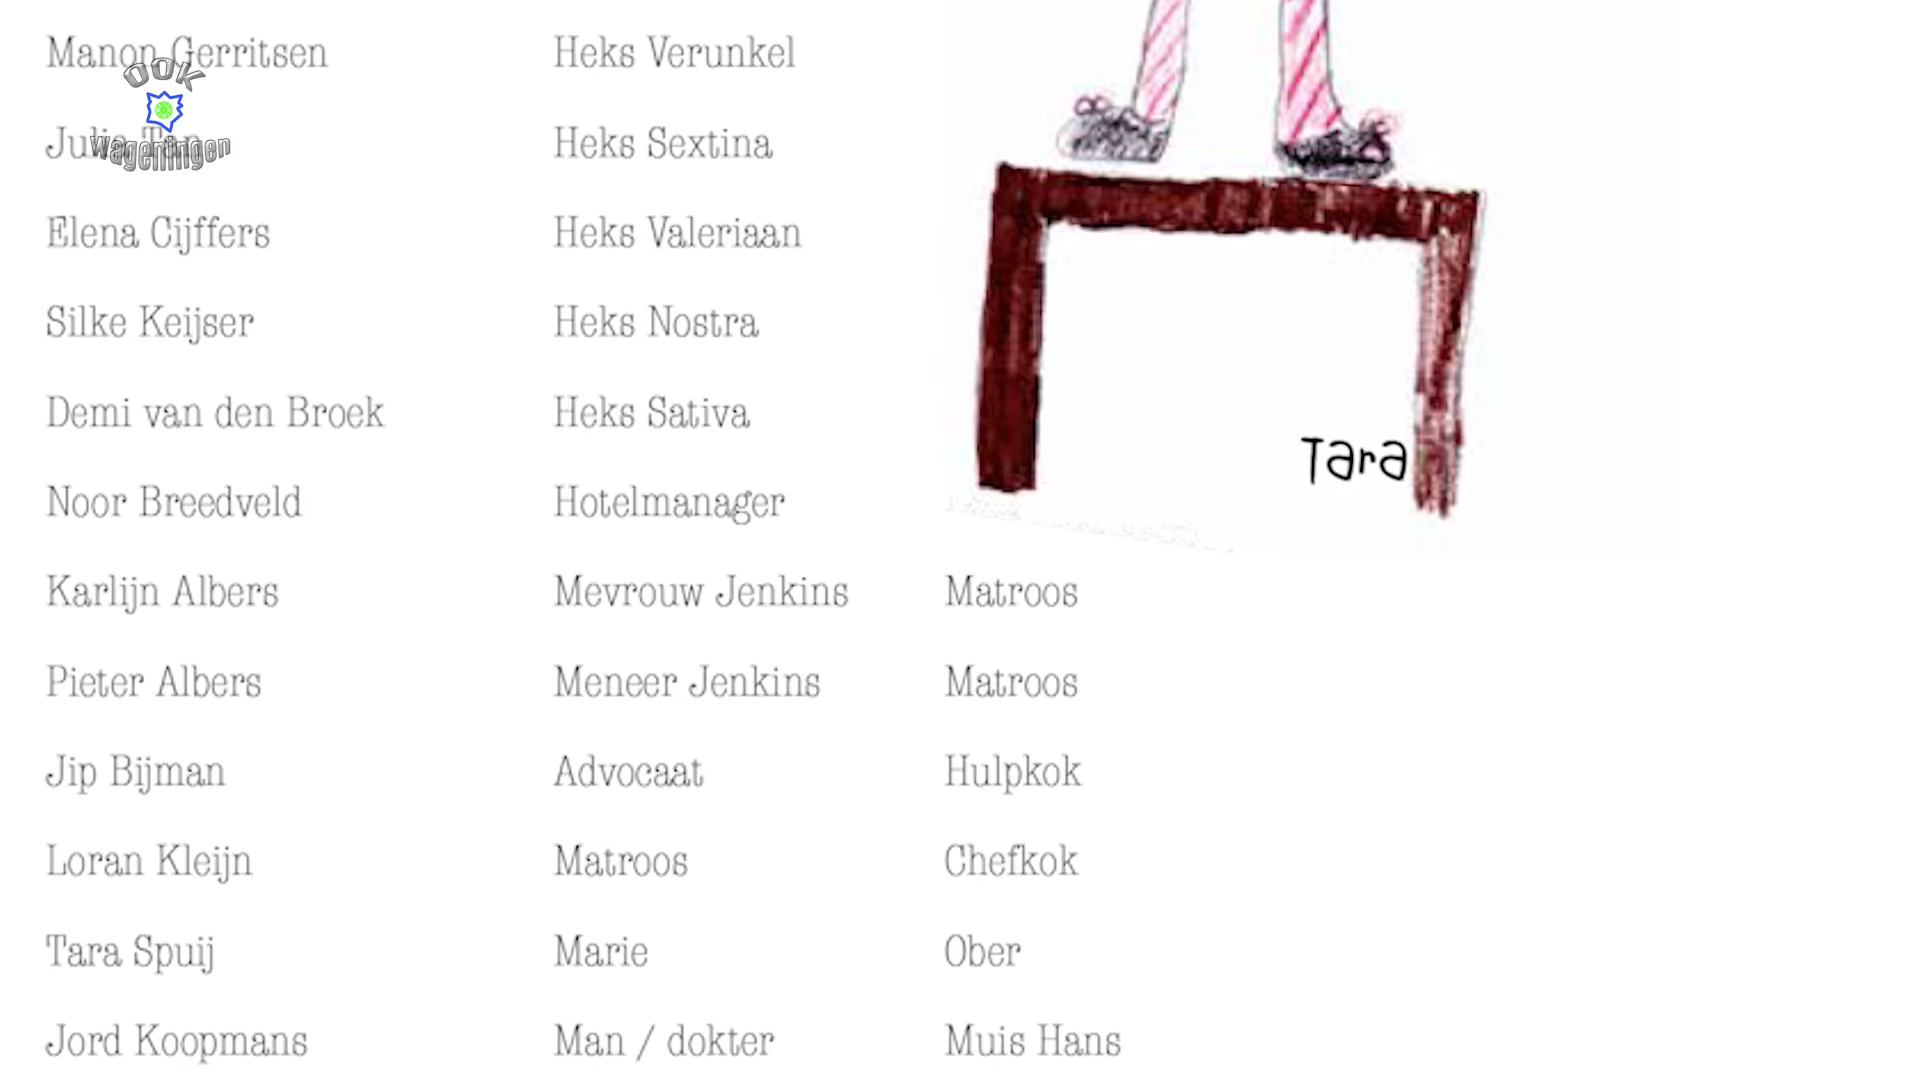 Manon Gerritsen Heks Verunkel
OOK
Wageningen
Julia Tan Heks Sextina
Elena Cijffers Heks Valeriaan
Silke Keijser Heks Nostra
Demi van den Broek Heks Sativa
Tara
Noor Breedveld Hotelmanager
Karlijn Albers Mevrouw Jenkins Matroos
Pieter Albers Meneer Jenkins Matroos
Jip Bijman Advocaat Hulpkok
Loran Kleijn Matroos Chefkok
Tara Spuij Marie Ober
Jord Koopmans Man / dokter Muis Hans